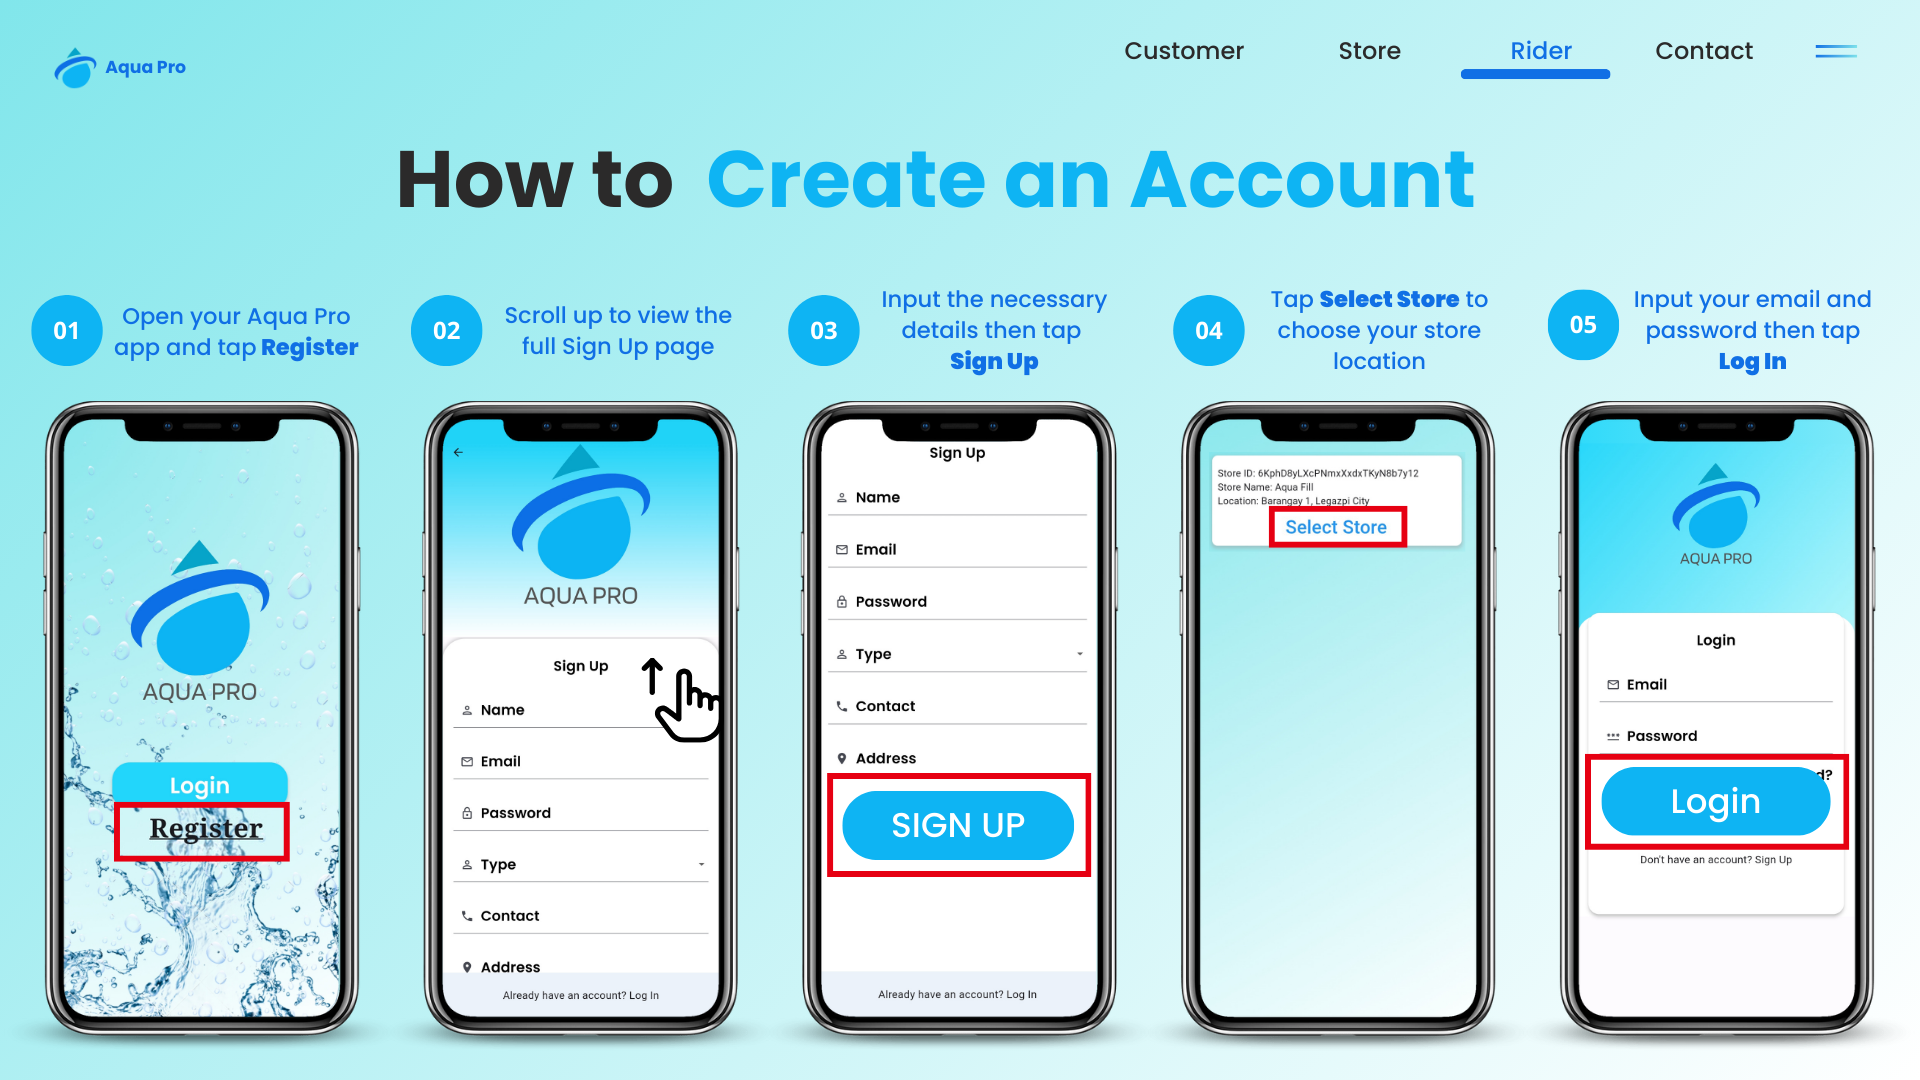 Aqua Pro
Customer
Store
Rider
Contact
How to Create an Account
01
Open your Aqua Pro
app and tap Register
02
Scroll up to view the
full Sign Up page
03
Input the necessary
details then tap
Sign Up
04
Tap Select Store to
choose your store
location
05
Input your email and
password then tap
Log In
AQUA PRO
Login
Register
AQUA PRO
Sign Up
Name
Email
Password
Type
Contact
Address
Already have an account? Log In
Sign Up
Name
Email
Password
Type
Contact
Address
SIGN UP
Already have an account? Log In
Store ID: 6KphD8yLXcPNmxXxdxTKyN8b7y12
Store Name: Aqua Fill
Location: Barangay 1, Legazpi City
Select Store
AQUA PRO
Login
Email
Password
d?
Login
Don't have an account? Sign Up